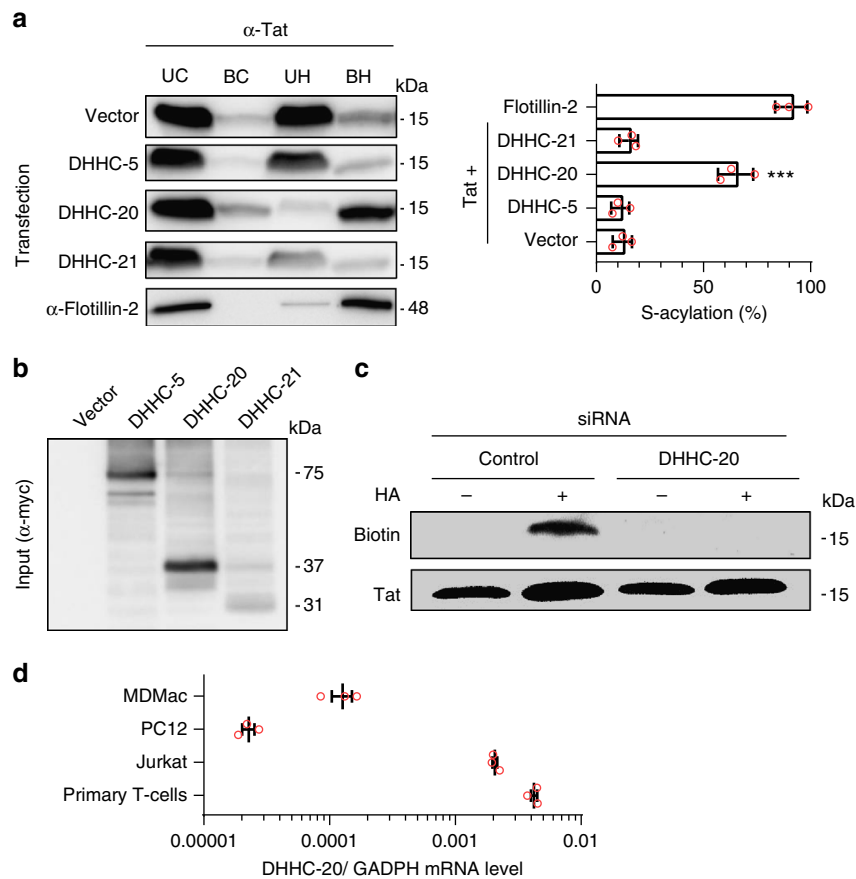 a
α-Tat
UC BC UH BH
kDa
Transfection
Vector - 15
DHHC-5 - 15
DHHC-20 - 15
DHHC-21 - 15
α-Flotillin-2 - 48
Flotillin-2
Tat +
DHHC-21
DHHC-20 ***
DHHC-5
Vector
0 50 100
S-acylation (%)
b
Vector DHHC-5 DHHC-20 DHHC-21
kDa
Input (α-myc)
-75
-37
-31
c
siRNA
Control DHHC-20
HA – + – +
kDa
Biotin -15
Tat -15
d
MDMac
PC12
Jurkat
Primary T-cells
0.00001 0.0001 0.001 0.01
DHHC-20/ GADPH mRNA level